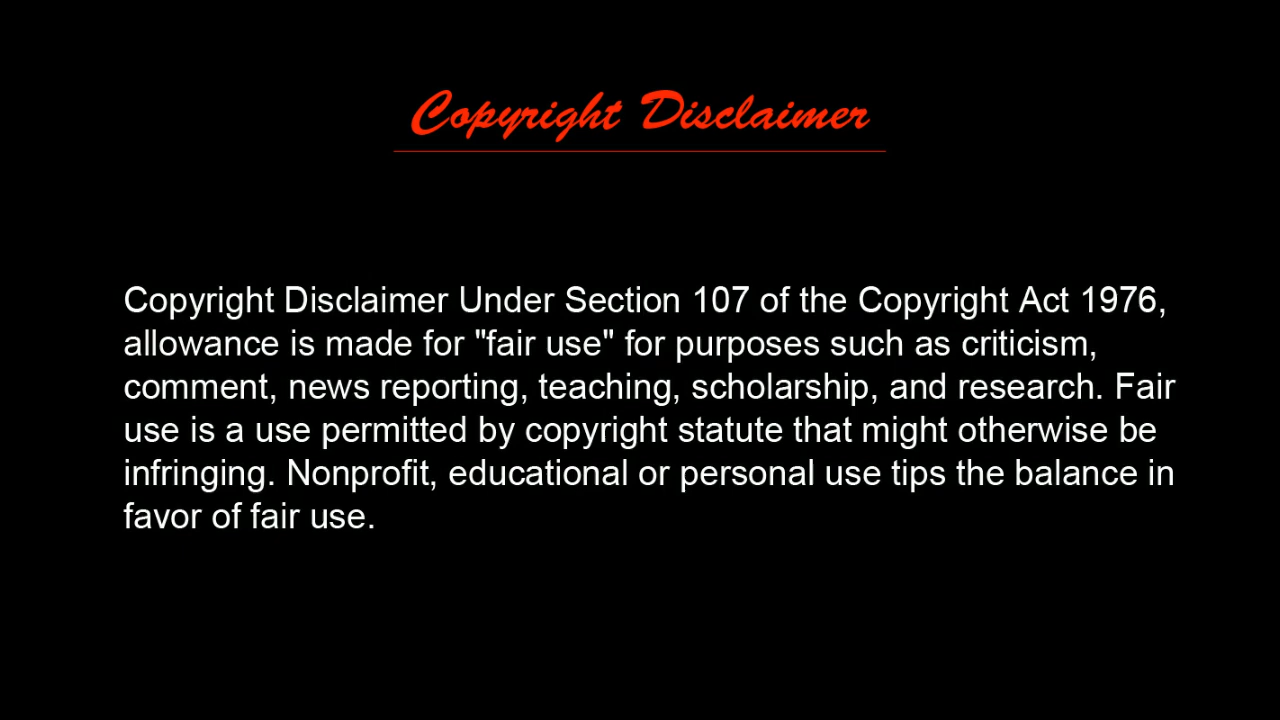 Copyright Disclaimer
Copyright Disclaimer Under Section 107 of the Copyright Act 1976,
allowance is made for "fair use" for purposes such as criticism,
comment, news reporting, teaching, scholarship, and research. Fair
use is a use permitted by copyright statute that might otherwise be
infringing. Nonprofit, educational or personal use tips the balance in
favor of fair use.